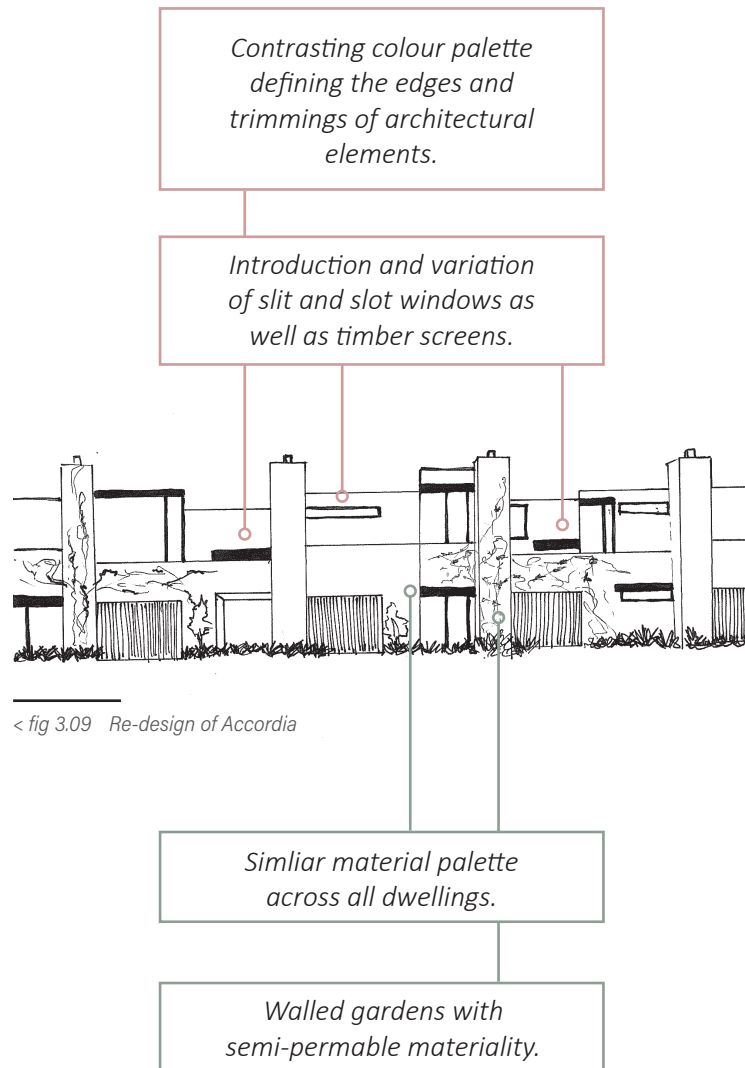 Contrasting colour palette
defining the edges and
trimmings of architectural
elements.
Introduction and variation
of slit and slot windows as
well as timber screens.
< fig 3.09 Re-design of Accordia
Simliar material palette
across all dwellings.
Walled gardens with
semi-permable materiality.